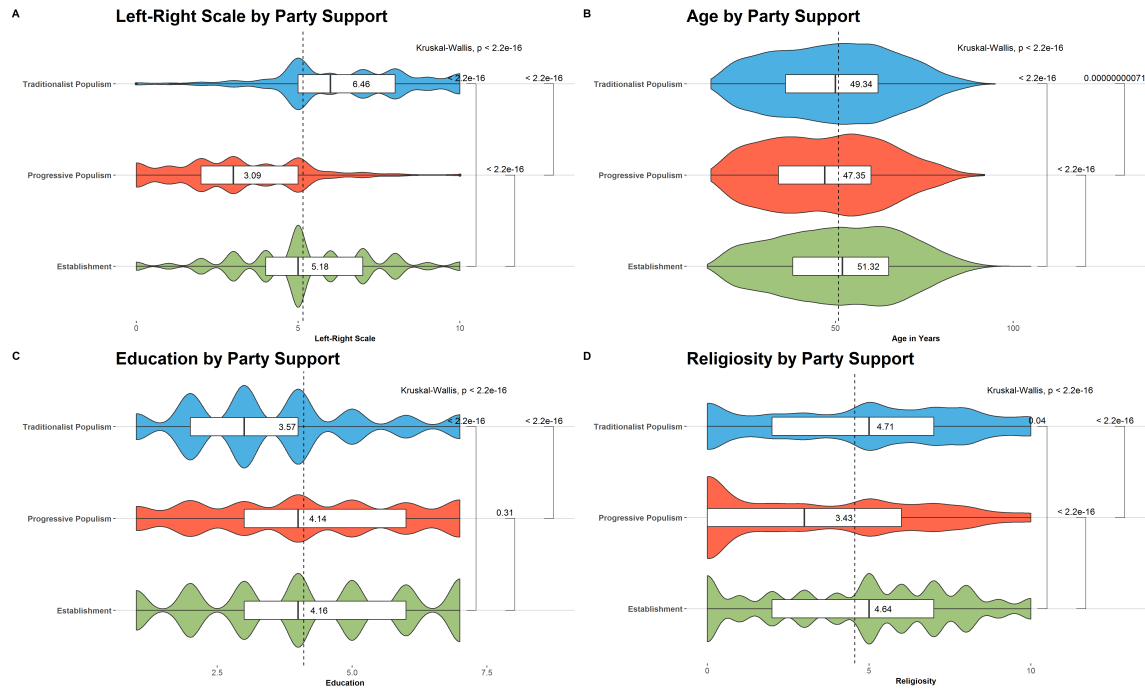 A
Left-Right Scale by Party Support
Kruskal-Wallis, p < 2.2e-16
Traditionalist Populism
6.46
< 2.2e-16
< 2.2e-16
Progressive Populism
3.09
< 2.2e-16
Establishment
5.18
0
5
10
Left-Right Scale
B
Age by Party Support
Kruskal-Wallis, p < 2.2e-16
Traditionalist Populism
49.34
< 2.2e-16
0.00000000071
Progressive Populism
47.35
< 2.2e-16
Establishment
51.32
50
100
Age in Years
C
Education by Party Support
Kruskal-Wallis, p < 2.2e-16
Traditionalist Populism
3.57
< 2.2e-16
< 2.2e-16
Progressive Populism
4.14
0.31
Establishment
4.16
2.5
5.0
7.5
Education
D
Religiosity by Party Support
Kruskal-Wallis, p < 2.2e-16
Traditionalist Populism
4.71
0.04
< 2.2e-16
Progressive Populism
3.43
< 2.2e-16
Establishment
4.64
0
5
10
Religiosity